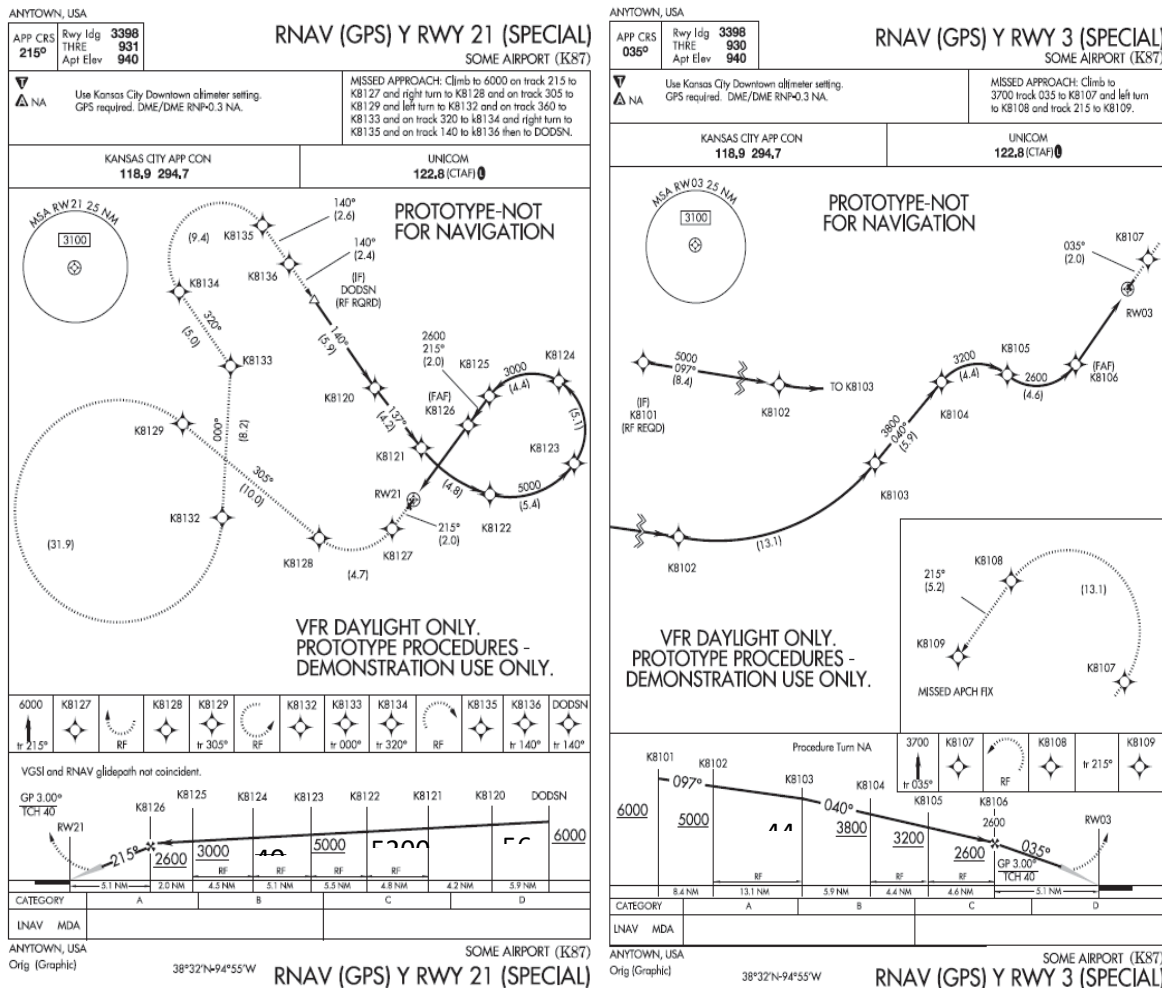 ANYTOWN, USA
APP CRS
215°
Rwy Idg 3398
THRE 931
Apt Elev 940
RNAV (GPS) Y RWY 21 (SPECIAL)
SOME AIRPORT (K87)
T
A NA
Use Kansas City Downtown altimeter setting.
GPS required. DME/DME RNP-0.3 NA.
MISSED APPROACH: Climb to 6000 on track 215 to
K8127 and right turn to K8128 and on track 305 to
K8129 and left turn to K8132 and on track 360 to
K8133 and on track 320 to k8134 and right turn to
K8135 and on track 140 to k8136 then to DODSN.
KANSAS CITY APP CON
118.9 294.7
UNICOM
122.8 (CTAF) L
MSA RW21 25 NM
3100
PROTOTYPE-NOT
FOR NAVIGATION
140°
(2.6)
(9.4)
K8135
140°
(2.4)
K8136
(IF)
DODSN
(RF RQRD)
K8134
320°
(5.0)
140°
(5.9)
K8133
2600
215°
(2.0)
K8125
3000
(4.4)
K8124
K8120
(FAF)
K8126
137°
(4.2)
(5.1)
K8129
000°
(8.2)
K8121
K8123
305°
(10.0)
RW21
(4.8)
5000
(5.4)
K8122
K8132
215°
(2.0)
K8127
(31.9)
K8128
(4.7)
VFR DAYLIGHT ONLY.
PROTOTYPE PROCEDURES -
DEMONSTRATION USE ONLY.
6000
tr 215°
K8127
RF
K8128
K8129
tr 305°
RF
K8132
K8133
tr 000°
K8134
tr 320°
RF
K8135
K8136
tr 140°
DODSN
tr 140°
VGSI and RNAV glidepath not coincident.
GP 3.00°
TCH 40
RW21
K8126
K8125
K8124
K8123
K8122
K8121
K8120
DODSN
215°
2600
3000
5000
6000
RF
RF
RF
RF
5.1 NM
2.0 NM
4.5 NM
5.1 NM
5.5 NM
4.8 NM
4.2 NM
5.9 NM
CATEGORY A B C D
LNAV MDA
ANYTOWN, USA
Orig (Graphic)
38°32'N-94°55'W
SOME AIRPORT (K87)
RNAV (GPS) Y RWY 21 (SPECIAL)
ANYTOWN, USA
APP CRS
035°
Rwy Idg 3398
THRE 930
Apt Elev 940
RNAV (GPS) Y RWY 3 (SPECIAL)
SOME AIRPORT (K87)
T
A NA
Use Kansas City Downtown altimeter setting.
GPS required. DME/DME RNP-0.3 NA.
MISSED APPROACH: Climb to
3700 track 035 to K8107 and left turn
to K8108 and track 215 to K8109.
KANSAS CITY APP CON
118.9 294.7
UNICOM
122.8 (CTAF) L
MSA RW03 25 NM
3100
PROTOTYPE-NOT
FOR NAVIGATION
K8107
035°
(2.0)
RW03
5000
097°
(8.4)
TO K8103
(IF)
K8101
(RF REQD)
K8102
3200
(4.4)
K8105
(FAF)
K8106
2600
(4.6)
K8104
3800
040°
(5.9)
K8103
K8102
(13.1)
K8108
215°
(5.2)
(13.1)
K8109
K8107
MISSED APCH FIX
VFR DAYLIGHT ONLY.
PROTOTYPE PROCEDURES -
DEMONSTRATION USE ONLY.
Procedure Turn NA
3700
tr 035°
K8107
RF
K8108
tr 215°
K8109
K8101
K8102
K8103
K8104
K8105
K8106
2600
RW03
097°
040°
035°
6000
5000
3800
3200
2600
GP 3.00°
TCH 40
RF
RF
RF
8.4 NM
13.1 NM
5.9 NM
4.4 NM
4.6 NM
5.1 NM
CATEGORY A B C D
LNAV MDA
ANYTOWN, USA
Orig (Graphic)
38°32'N-94°55'W
SOME AIRPORT (K87)
RNAV (GPS) Y RWY 3 (SPECIAL)